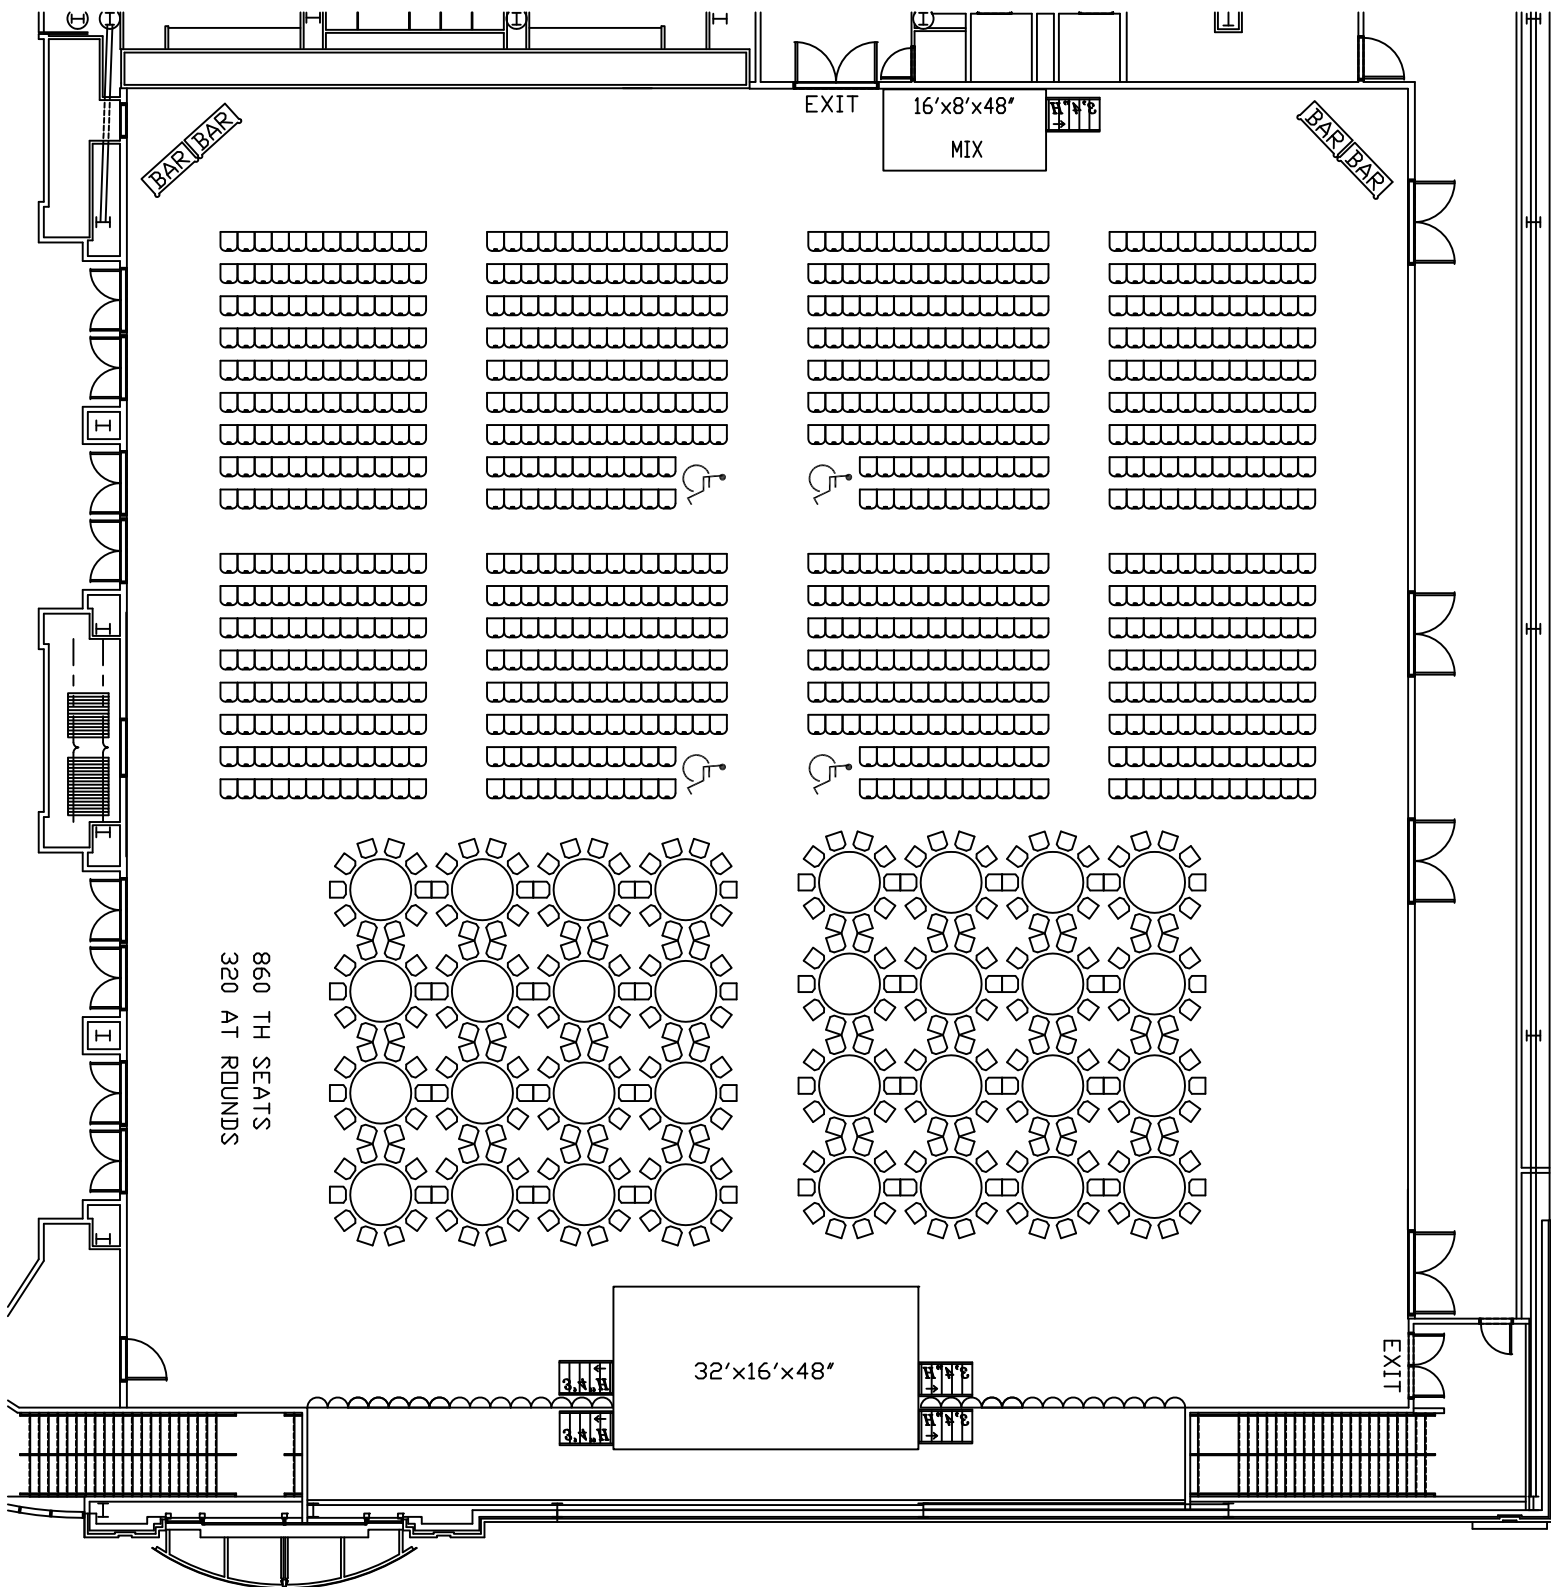 EXIT
16'x8'x48"
MIX
BAR
BAR
BAR
BAR
860 TH SEATS
320 AT ROUNDS
32'x16'x48"
EXIT